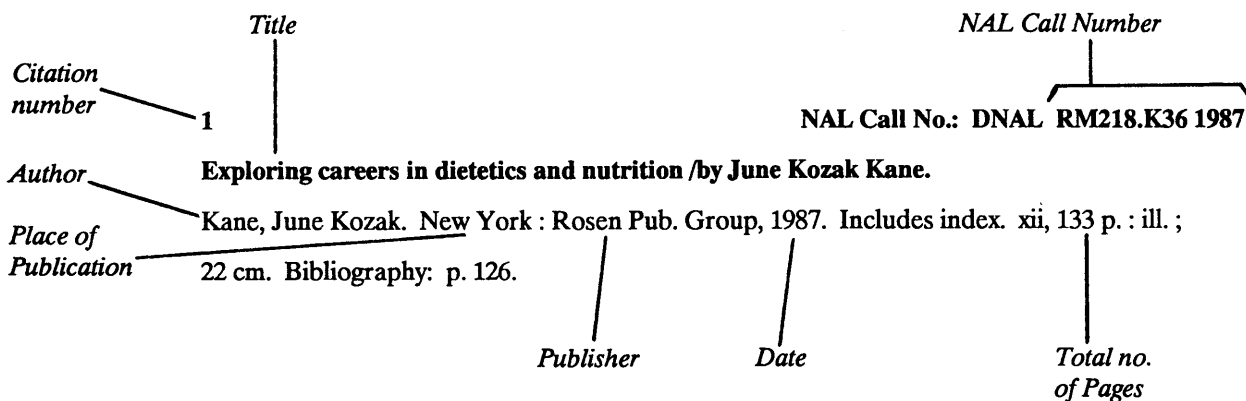 Title
NAL Call Number
Citation
number
1
NAL Call No.: DNAL RM218.K36 1987
Author
Exploring careers in dietetics and nutrition /by June Kozak Kane.
Kane, June Kozak. New York : Rosen Pub. Group, 1987. Includes index. xii, 133 p. : ill. ;
Place of
Publication
22 cm. Bibliography: p. 126.
Publisher
Date
Total no.
of Pages